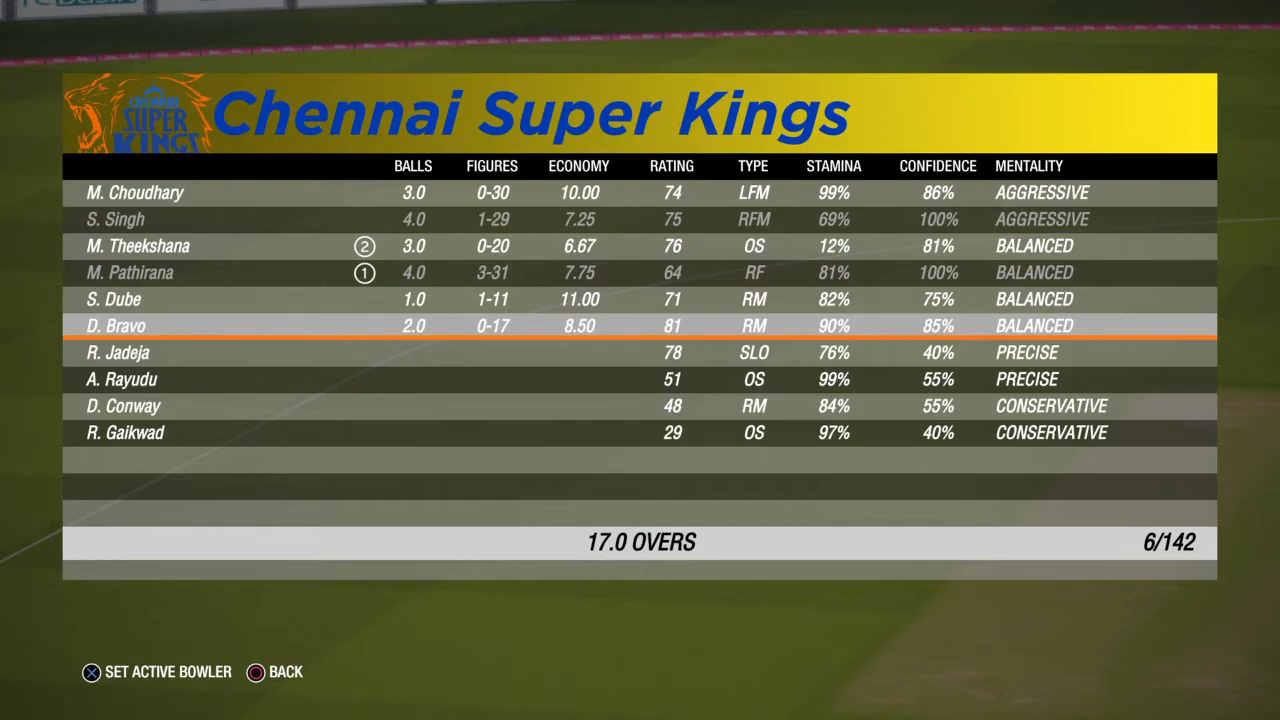 CHENNAI SUPER KINGS
Chennai Super Kings
BALLS FIGURES ECONOMY RATING TYPE STAMINA CONFIDENCE MENTALITY
M. Choudhary 3.0 0-30 10.00 74 LFM 99% 86% AGGRESSIVE
S. Singh 4.0 1-29 7.25 75 RFM 69% 100% AGGRESSIVE
M. Theekshana 2 3.0 0-20 6.67 76 OS 12% 81% BALANCED
M. Pathirana 1 4.0 3-31 7.75 64 RF 81% 100% BALANCED
S. Dube 1.0 1-11 11.00 71 RM 82% 75% BALANCED
D. Bravo 2.0 0-17 8.50 81 RM 90% 85% BALANCED
R. Jadeja 78 SLO 76% 40% PRECISE
A. Rayudu 51 OS 99% 55% PRECISE
D. Conway 48 RM 84% 55% CONSERVATIVE
R. Gaikwad 29 OS 97% 40% CONSERVATIVE
17.0 OVERS 6/142
SET ACTIVE BOWLER BACK